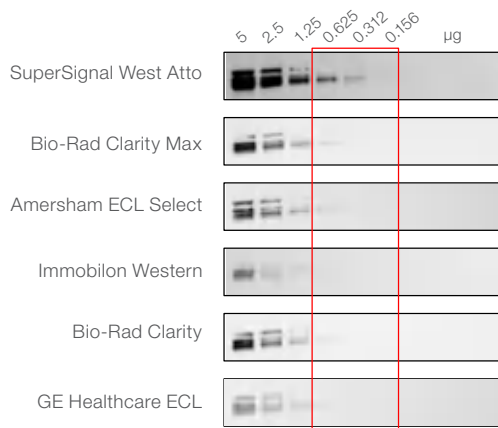 5 2.5 1.25 0.625 0.312 0.156 µg
SuperSignal West Atto
Bio-Rad Clarity Max
Amersham ECL Select
Immobilon Western
Bio-Rad Clarity
GE Healthcare ECL